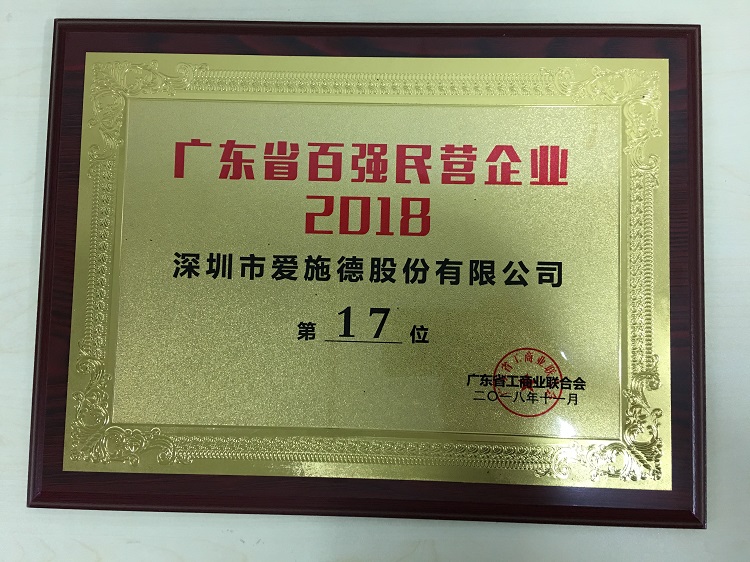 广东省百强民营企业
2018
深圳市爱施德股份有限公司
第 17 位
广东省工商业联合会
二〇一八年十一月